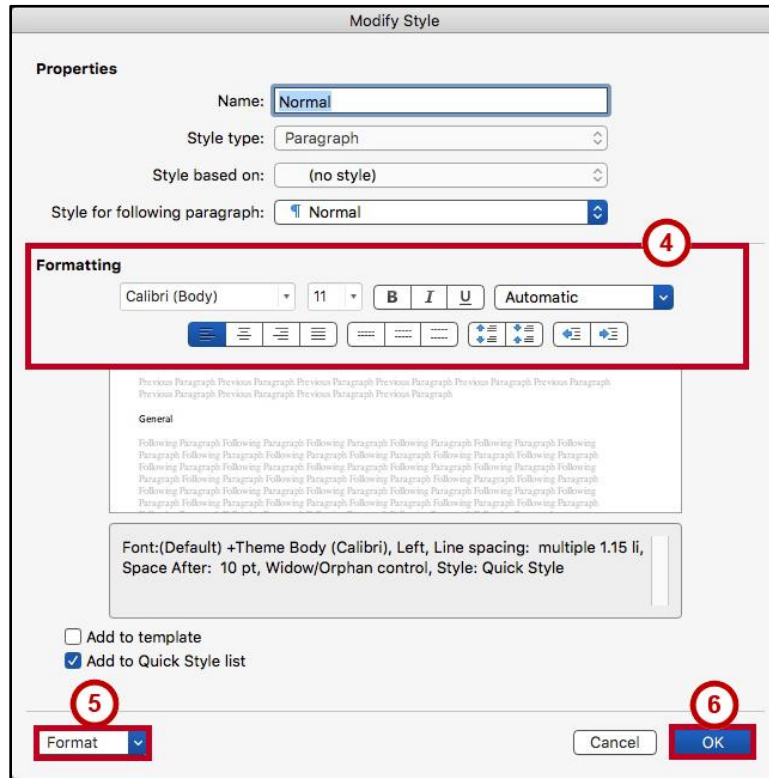 Modify Style
Properties
Name: Normal
Style type: Paragraph
Style based on: (no style)
Style for following paragraph: ¶ Normal
4
Formatting
Calibri (Body) 11 B I U Automatic
Previous Paragraph Previous Paragraph Previous Paragraph Previous Paragraph Previous Paragraph Previous Paragraph
Previous Paragraph Previous Paragraph Previous Paragraph Previous Paragraph
General
Following Paragraph Following Paragraph Following Paragraph Following Paragraph Following Paragraph Following
Paragraph Following Paragraph Following Paragraph Following Paragraph Following Paragraph Following Paragraph
Following Paragraph Following Paragraph Following Paragraph Following Paragraph Following Paragraph Following
Paragraph Following Paragraph Following Paragraph Following Paragraph Following Paragraph Following Paragraph
Following Paragraph Following Paragraph Following Paragraph Following Paragraph Following Paragraph Following
Paragraph Following Paragraph Following Paragraph Following Paragraph Following Paragraph Following Paragraph
Font:(Default) +Theme Body (Calibri), Left, Line spacing: multiple 1.15 li,
Space After: 10 pt, Widow/Orphan control, Style: Quick Style
Add to template
Add to Quick Style list
5 6
Format Cancel OK